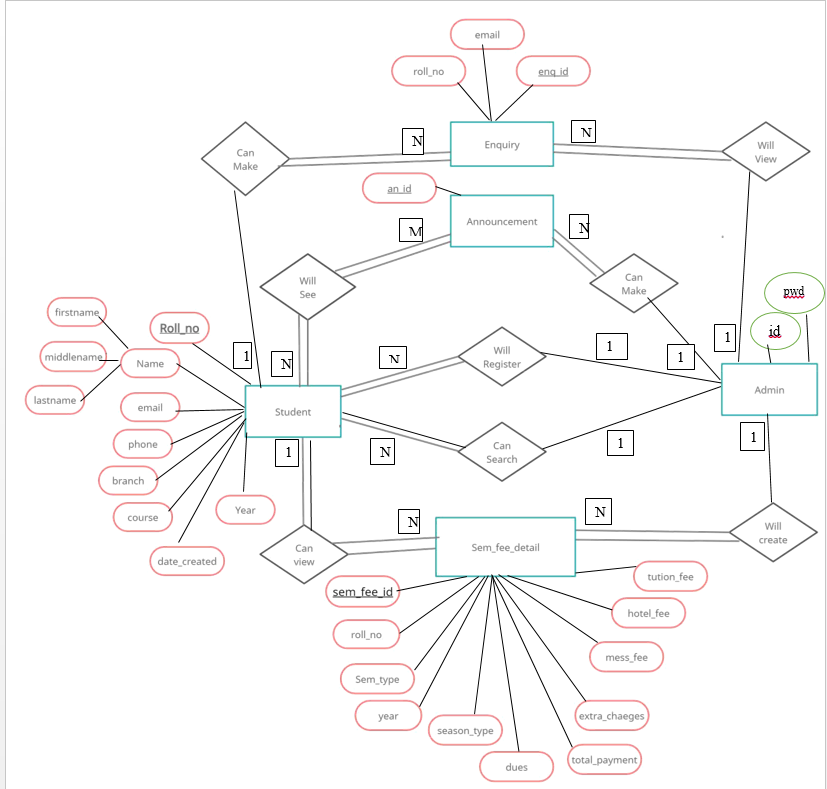 email
roll_no
enq_id
Can
Make
N
Enquiry
N
Will
View
an_id
Announcement
M
N
Will
See
Can
Make
pwd
id
firstname
Roll_no
middlename
Name
lastname
1
N
N
Will
Register
1
1
1
Admin
email
Student
phone
branch
course
Year
date_created
1
N
Can
Search
1
1
Can
view
N
Sem_fee_detail
N
Will
create
sem_fee_id
tution_fee
roll_no
hotel_fee
Sem_type
mess_fee
year
season_type
extra_chaeges
dues
total_payment